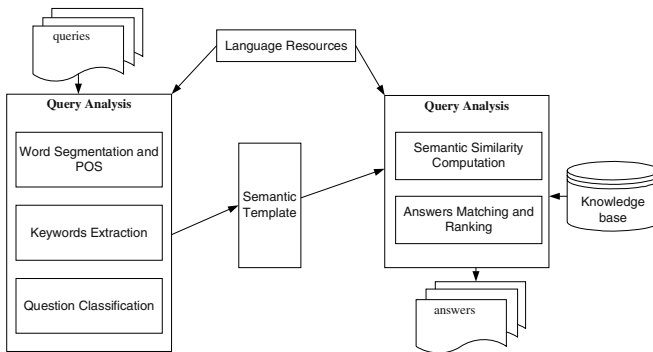 queries
Language Resources
Query Analysis
Word Segmentation and
POS
Keywords Extraction
Question Classification
Semantic
Template
Query Analysis
Semantic Similarity
Computation
Answers Matching and
Ranking
Knowledge
base
answers